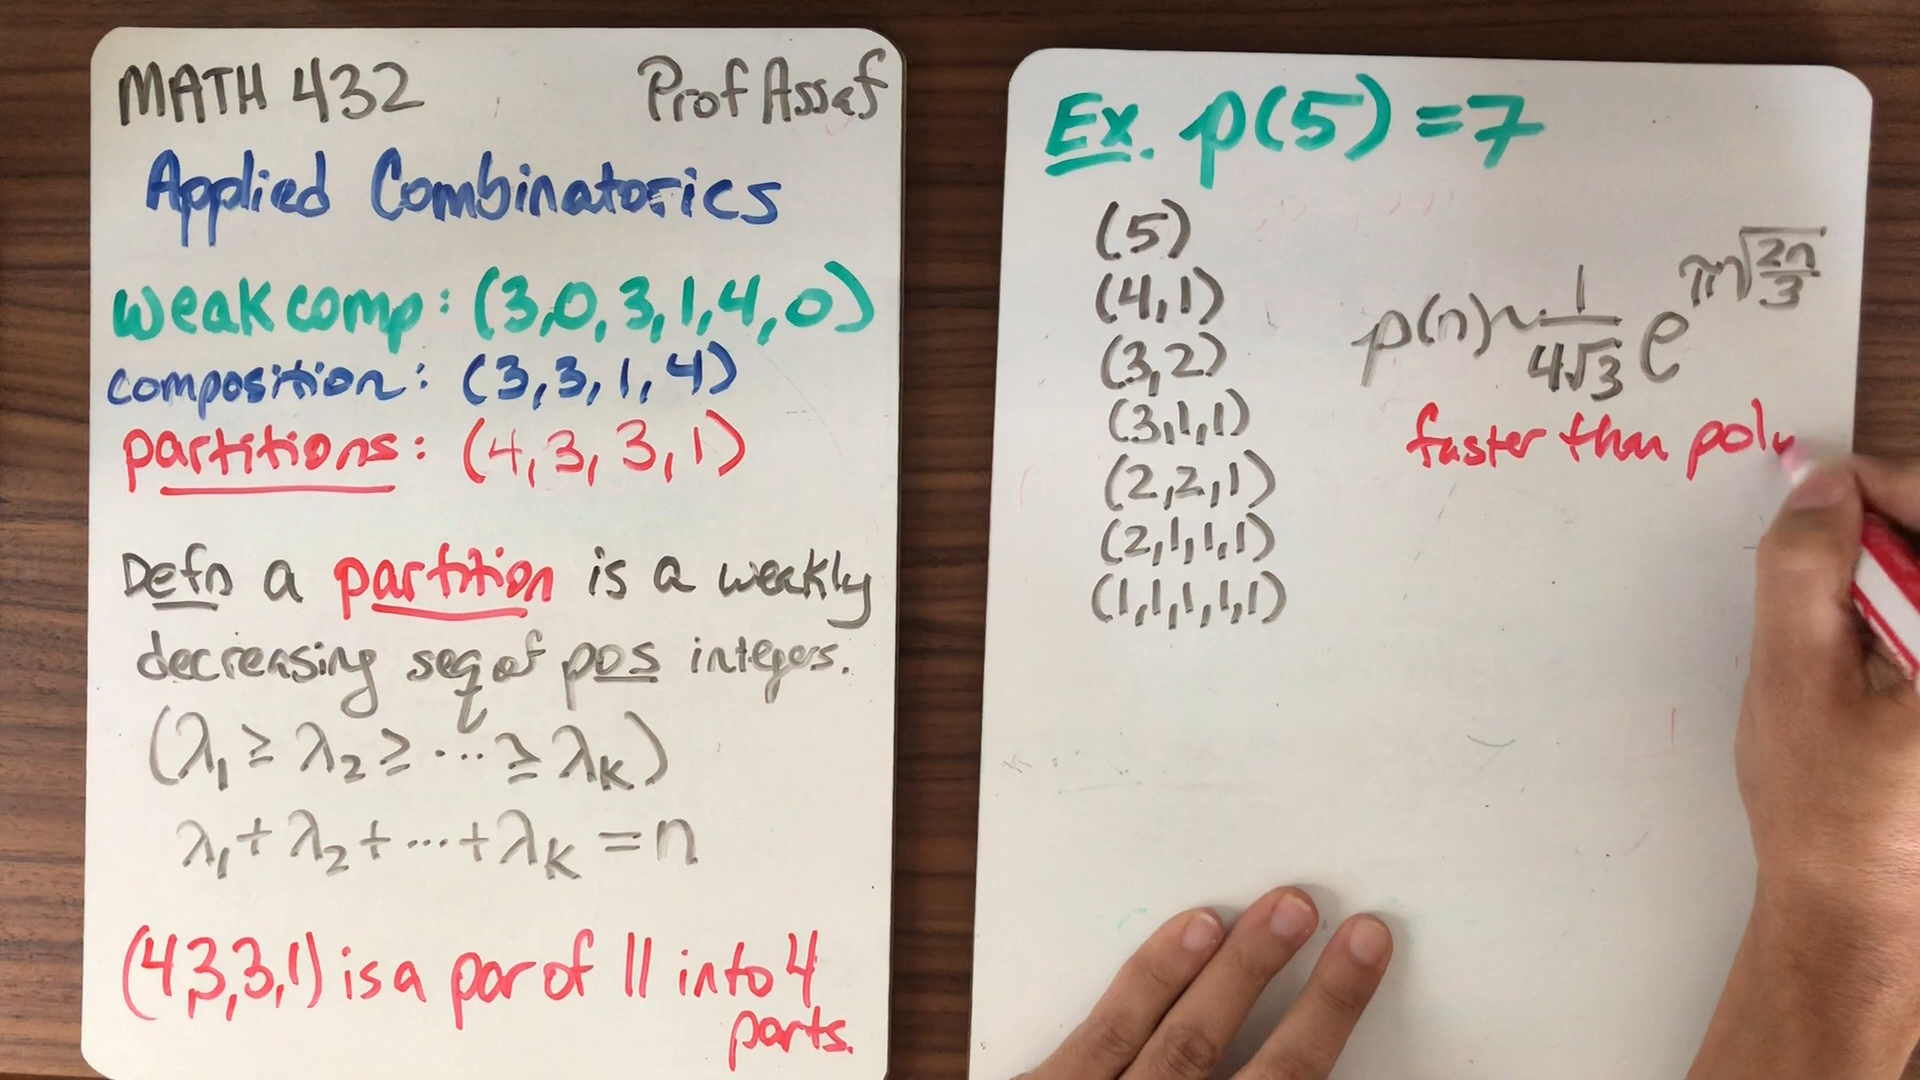 MATH 432 Prof Assaf
Applied Combinatorics
weak comp: (3,0,3,1,4,0)
composition: (3,3,1,4)
partitions: (4,3,3,1)
Defn a partition is a weakly
decreasing seq of pos integers.
(λ₁ ≥ λ₂ ≥ ... ≥ λₖ)
λ₁ + λ₂ + ... + λₖ = n
(4,3,3,1) is a par of 11 into 4
parts.
Ex. p(5) = 7
(5)
(4,1)
(3,2)
(3,1,1)
(2,2,1)
(2,1,1,1)
(1,1,1,1,1)
p(n) ~ 1/(4√3) e^(π√(2n/3))
faster than poly